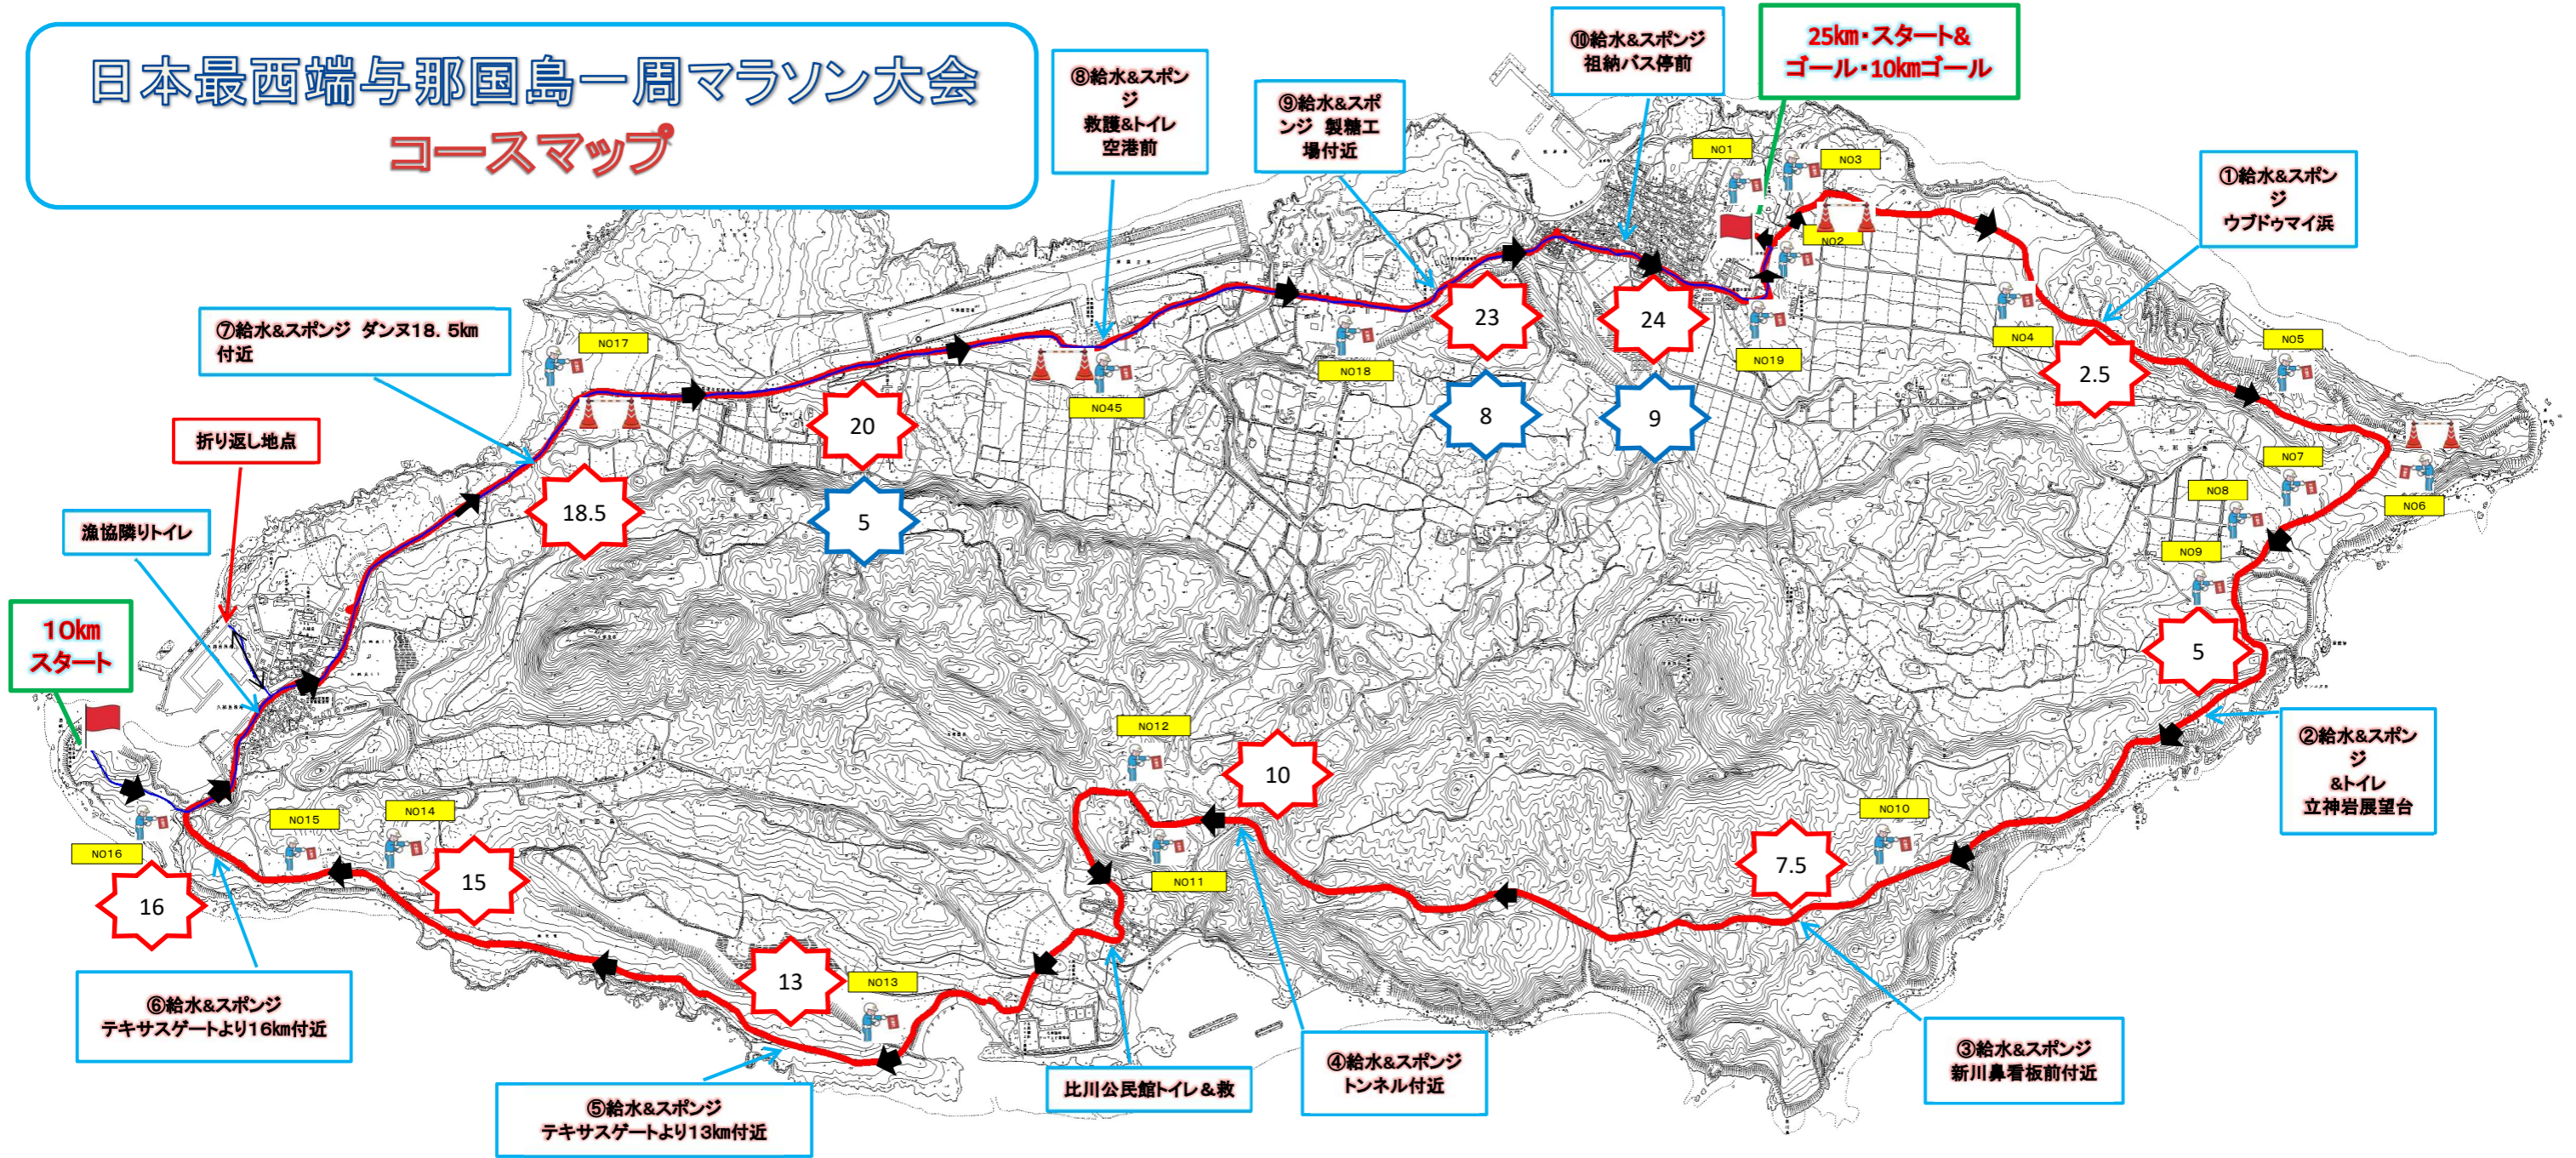 日本最西端与那国島一周マラソン大会
コースマップ
⑧給水&スポン
ジ
救護&トイレ
空港前
⑨給水&スポ
ンジ 製糖工
場付近
⑩給水&スポンジ
祖納バス停前
25km・スタート&
ゴール・10kmゴール
①給水&スポン
ジ
ウブドゥマイ浜
NO1
NO3
NO2
NO4
NO5
2.5
NO7
NO8
NO6
NO9
5
②給水&スポン
ジ
&トイレ
立神岩展望台
⑦給水&スポンジ ダンヌ18.5km
付近
NO17
NO45
NO18
NO19
23
24
8
9
20
5
18.5
折り返し地点
漁協隣りトイレ
10km
スタート
NO16
16
NO15
NO14
15
NO12
10
NO11
NO10
7.5
13
NO13
⑥給水&スポンジ
テキサスゲートより16km付近
⑤給水&スポンジ
テキサスゲートより13km付近
比川公民館トイレ&救
④給水&スポンジ
トンネル付近
③給水&スポンジ
新川鼻看板前付近